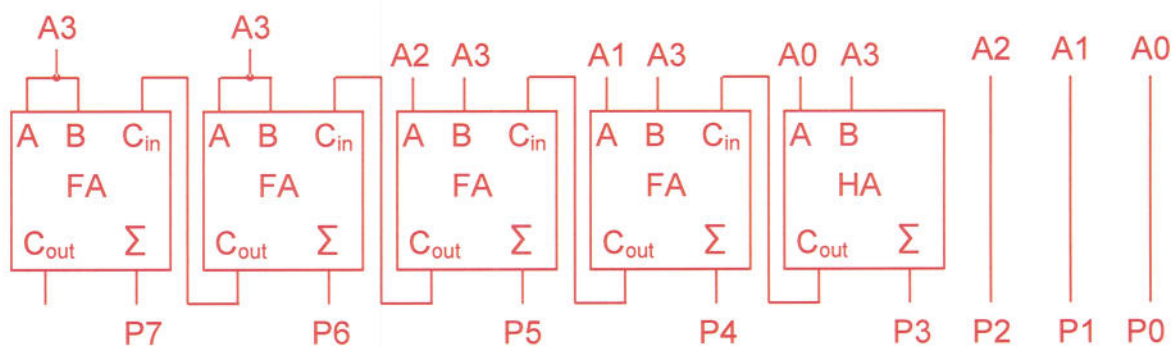 A3 A3 A2 A3 A1 A3 A0 A3 A2 A1 A0
A B Cin A B Cin A B Cin A B Cin A B
FA FA FA FA HA
Cout Σ Cout Σ Cout Σ Cout Σ Cout Σ
P7 P6 P5 P4 P3 P2 P1 P0